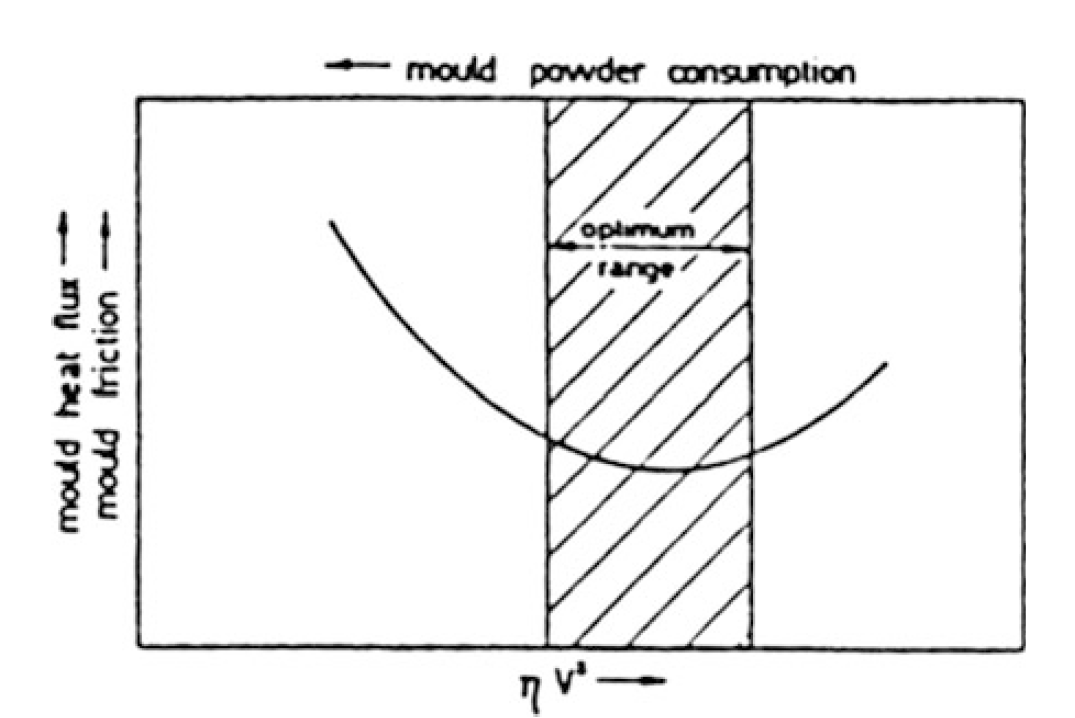 ← mould powder consumption
optimum
range
mould heat flux →
mould friction →
η V² →